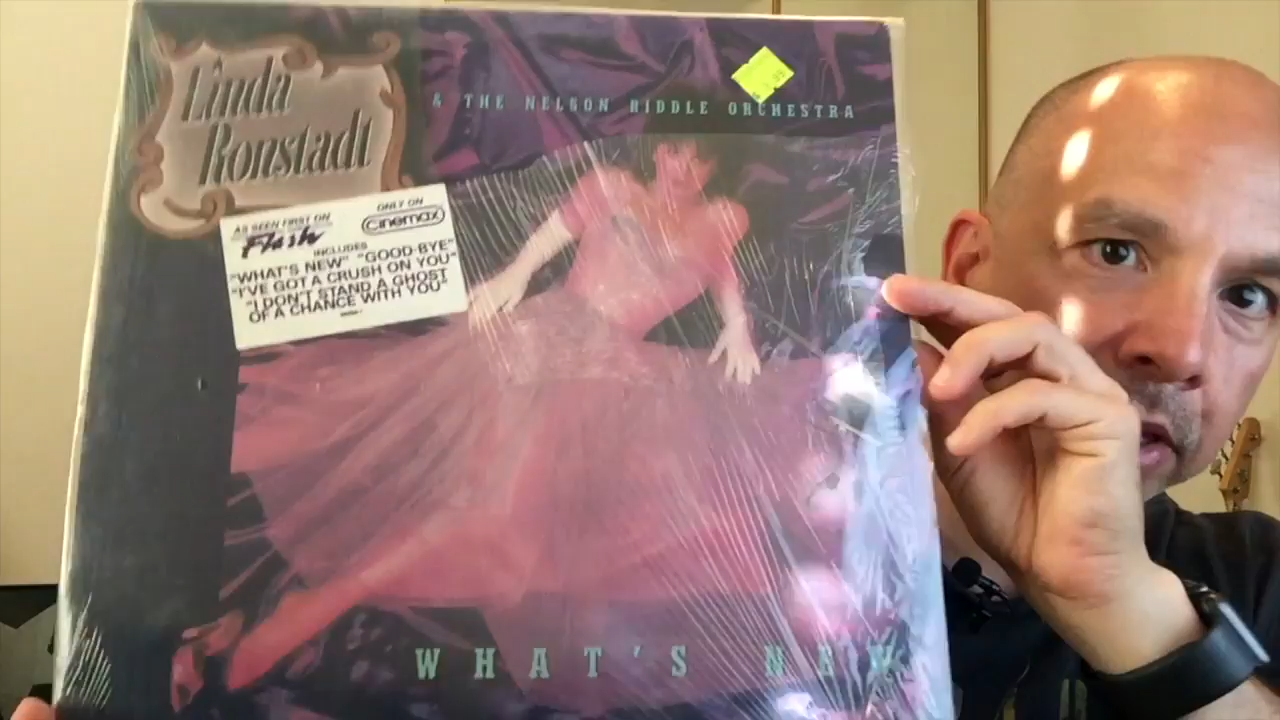 Linda
Ronstadt
& THE NELSON RIDDLE ORCHESTRA
AS SEEN FIRST ON
Flash
ONLY ON
Cinemax
INCLUDES
"WHAT'S NEW" "GOOD-BYE"
"I'VE GOT A CRUSH ON YOU"
"I DON'T STAND A GHOST
OF A CHANCE WITH YOU"
WHAT'S NEW